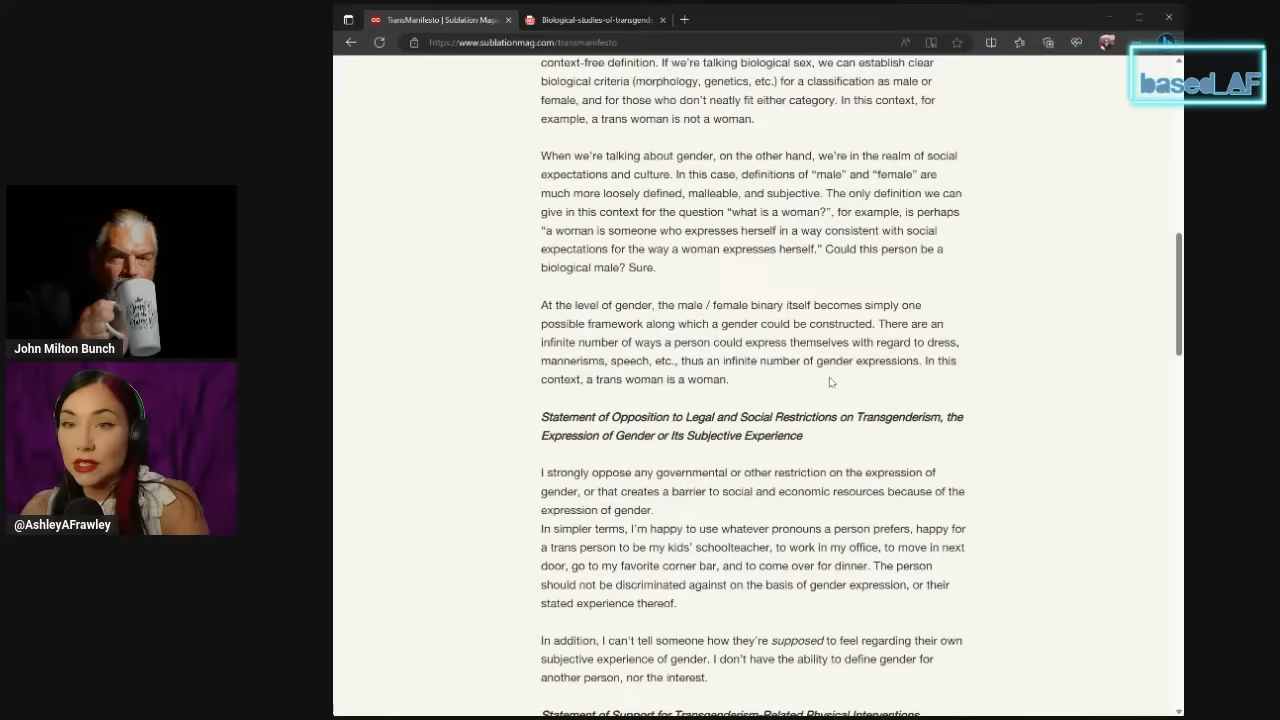 TransManifesto | Sublation Mag
Biological-studies-of-transgend
https://www.sublationmag.com/transmanifesto
based_AF
context-free definition. If we're talking biological sex, we can establish clear
biological criteria (morphology, genetics, etc.) for a classification as male or
female, and for those who don't neatly fit either category. In this context, for
example, a trans woman is not a woman.
When we're talking about gender, on the other hand, we're in the realm of social
expectations and culture. In this case, definitions of “male” and “female” are
much more loosely defined, malleable, and subjective. The only definition we can
give in this context for the question “what is a woman?”, for example, is perhaps
“a woman is someone who expresses herself in a way consistent with social
expectations for the way a woman expresses herself.” Could this person be a
biological male? Sure.
At the level of gender, the male / female binary itself becomes simply one
possible framework along which a gender could be constructed. There are an
infinite number of ways a person could express themselves with regard to dress,
mannerisms, speech, etc., thus an infinite number of gender expressions. In this
context, a trans woman is a woman.
Statement of Opposition to Legal and Social Restrictions on Transgenderism, the
Expression of Gender or Its Subjective Experience
I strongly oppose any governmental or other restriction on the expression of
gender, or that creates a barrier to social and economic resources because of the
expression of gender.
In simpler terms, I'm happy to use whatever pronouns a person prefers, happy for
a trans person to be my kids' schoolteacher, to work in my office, to move in next
door, go to my favorite corner bar, and to come over for dinner. The person
should not be discriminated against on the basis of gender expression, or their
stated experience thereof.
In addition, I can't tell someone how they're supposed to feel regarding their own
subjective experience of gender. I don't have the ability to define gender for
another person, nor the interest.
Statement of Support for Transgenderism-Related Physical Interventions
John Milton Bunch
@AshleyAFrawley